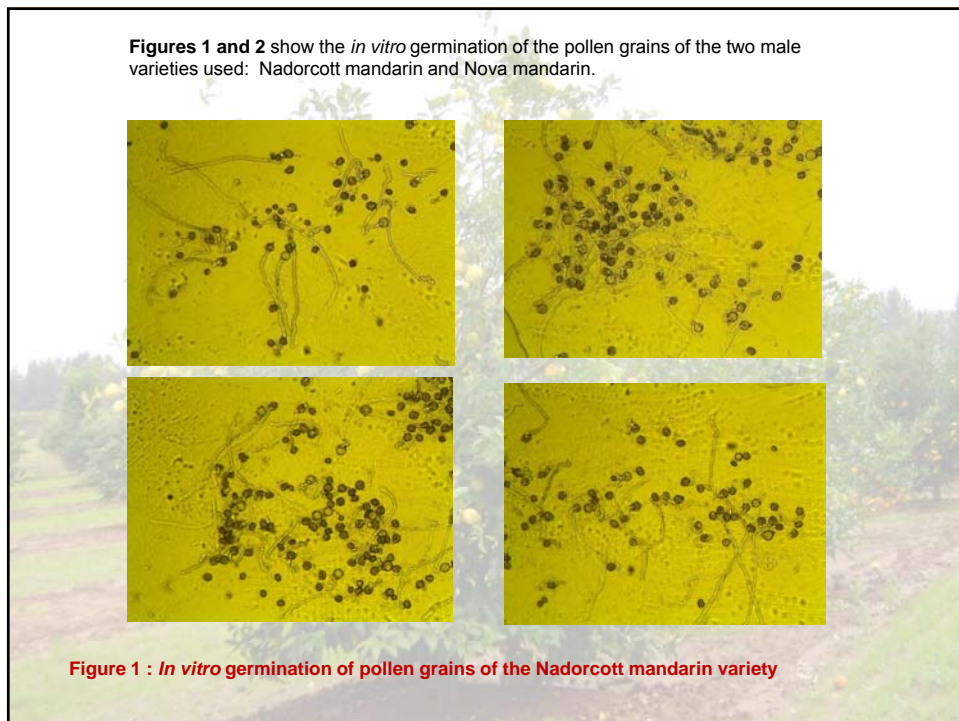 Figures 1 and 2 show the in vitro germination of the pollen grains of the two male
varieties used: Nadorcott mandarin and Nova mandarin.
Figure 1 : In vitro germination of pollen grains of the Nadorcott mandarin variety